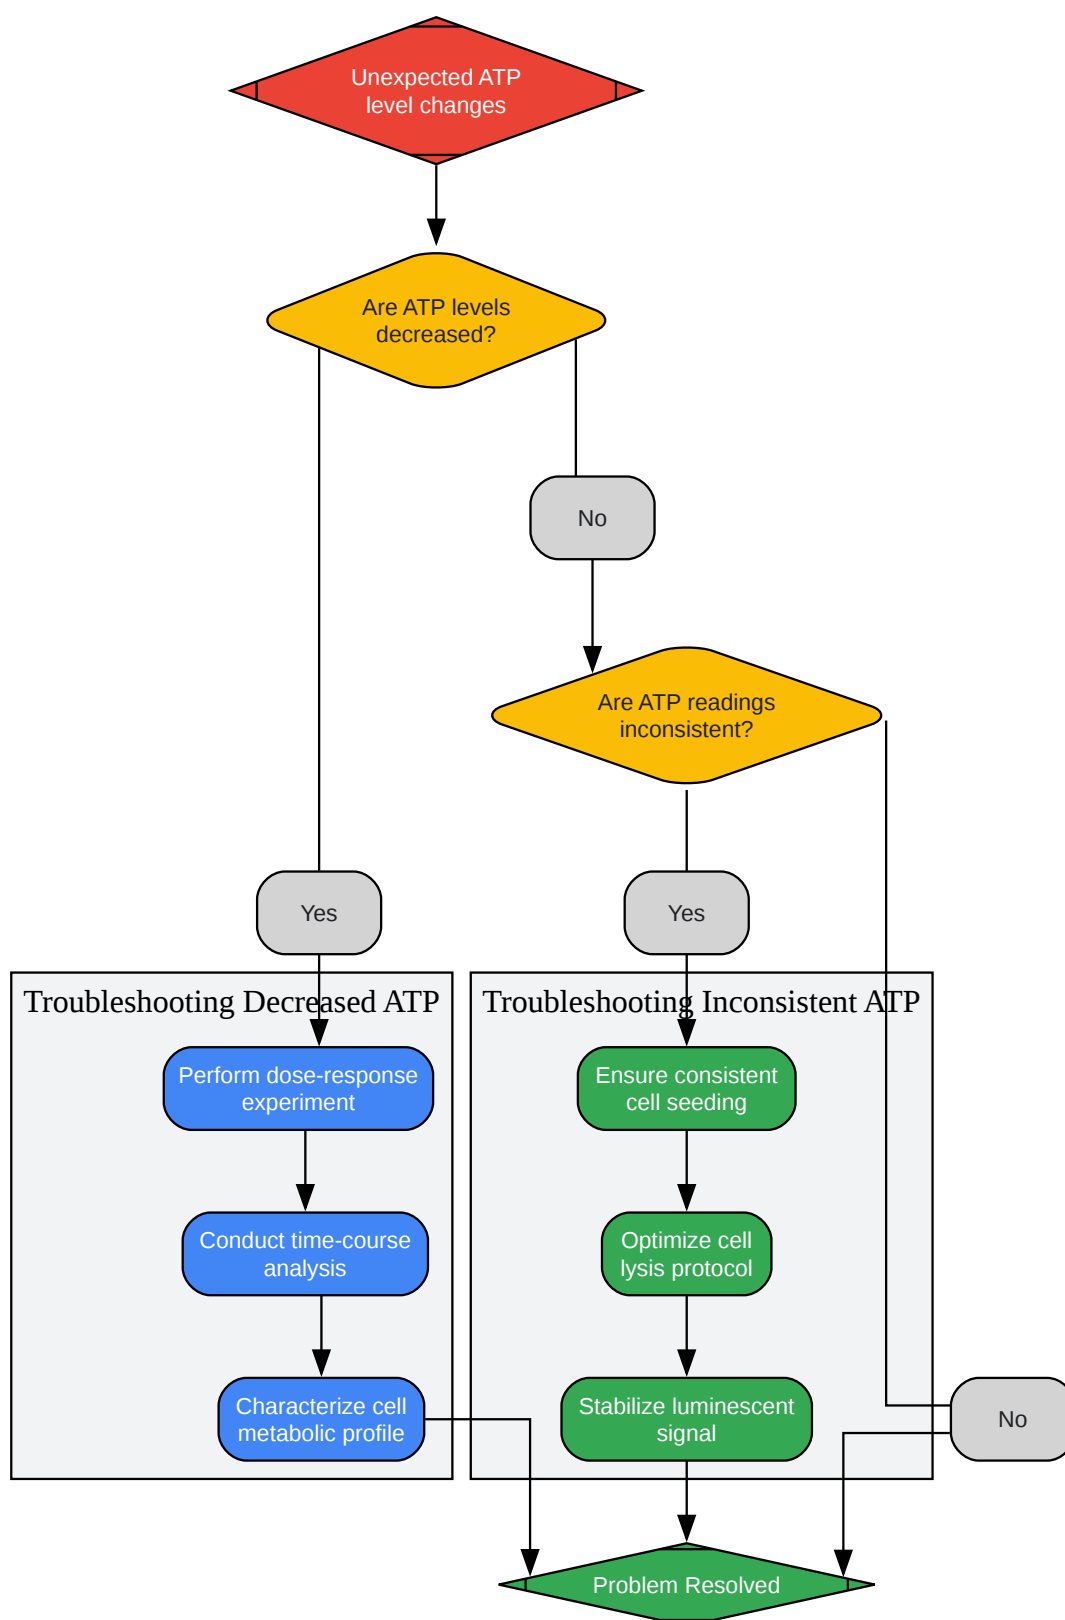 Unexpected ATP
level changes
Are ATP levels
decreased?
No
Are ATP readings
inconsistent?
Yes
Yes
Troubleshooting Decreased ATP
Troubleshooting Inconsistent ATP
Perform dose-response
experiment
Ensure consistent
cell seeding
Conduct time-course
analysis
Optimize cell
lysis protocol
Characterize cell
metabolic profile
Stabilize luminescent
signal
No
Problem Resolved